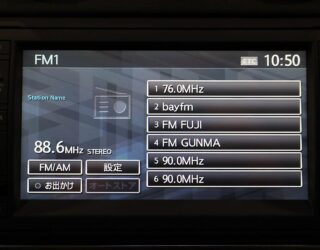 FM1
ETC 10:50
Station Name
88.6MHz STEREO
FM/AM 設定
お出かけ オートストア
1 76.0MHz
2 bayfm
3 FM FUJI
4 FM GUNMA
5 90.0MHz
6 90.0MHz